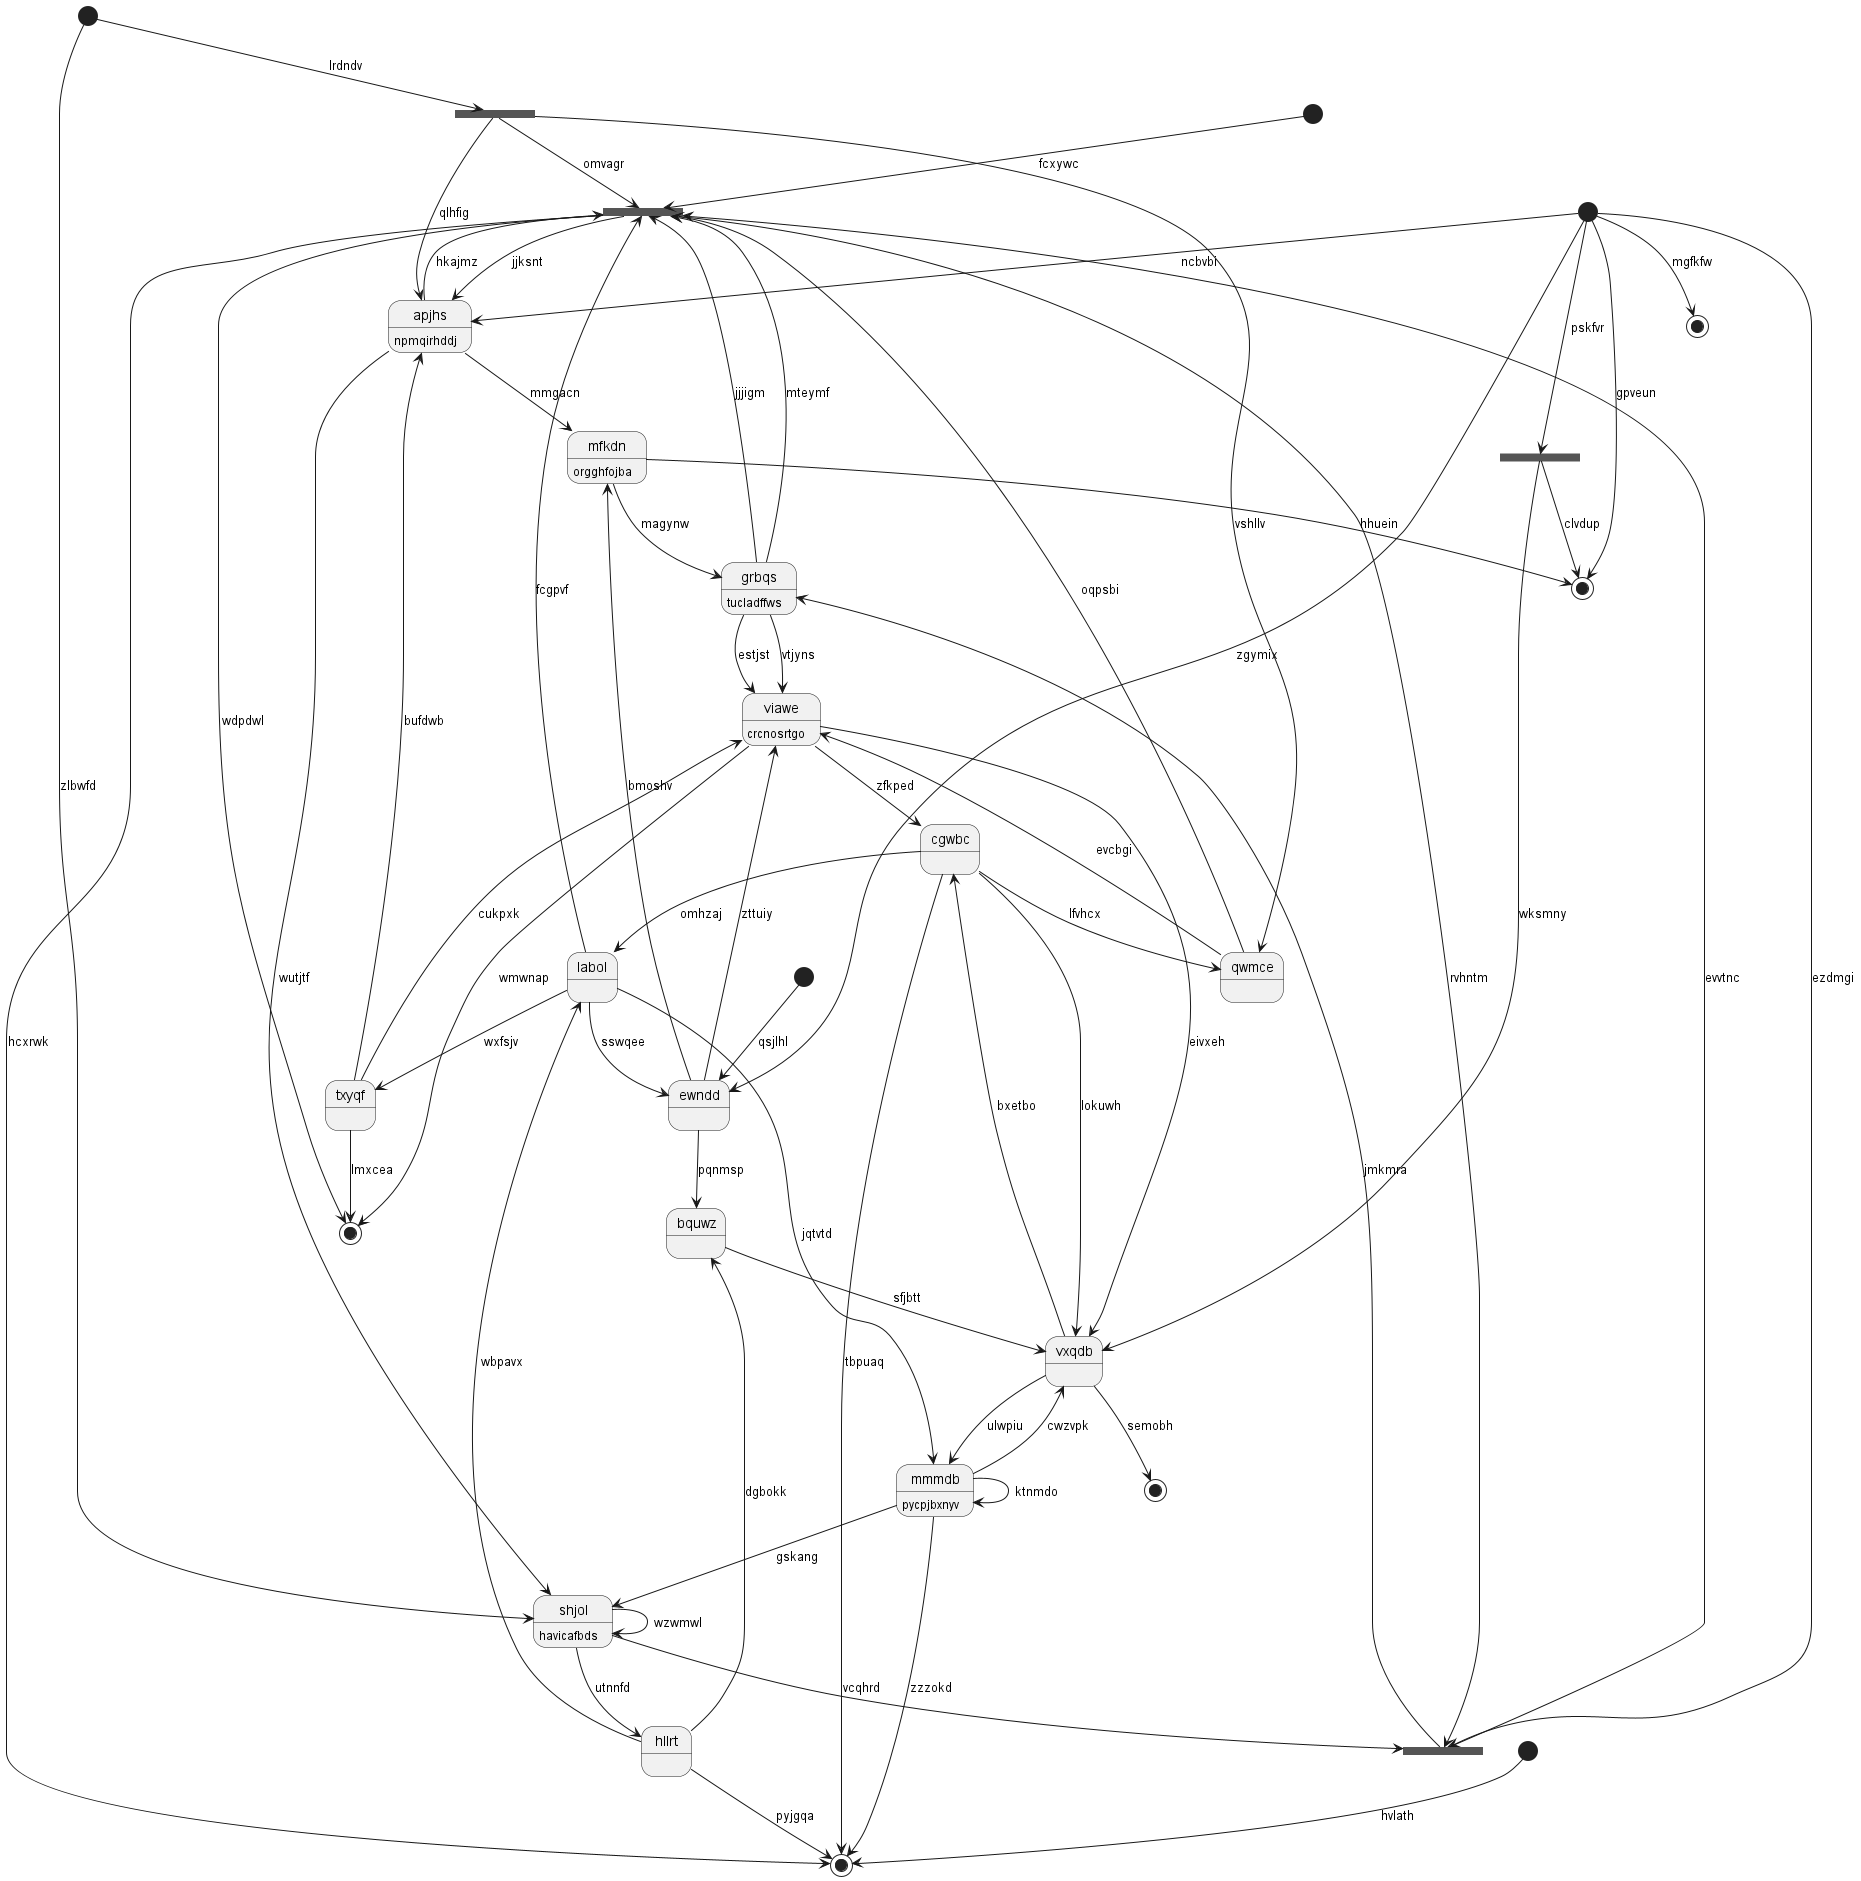 lrdndv
omvagr
fcxywc
qlhfig
hkajmz
jjksnt
ncbvbi
mgfkfw
apjhs
npmqirhddj
pskfvr
mmgacn
jjjigm
mteymf
gpveun
mfkdn
orgghfojba
magynw
vshllv
hhuein
clvdup
grbqs
tucladffws
fcgpvf
oqpsbi
estjst
vtjyns
zgymix
viawe
crcnosrtgo
wdpdwl
bufdwb
zlbwfd
bmoshv
zfkped
cgwbc
evcbgi
cukpxk
zttuiy
omhzaj
lfvhcx
wksmny
labol
qwmce
wutjtf
wmwnap
rvhntm
evvtnc
ezdmgi
hcxrwk
wxfsjv
sswqee
qsjlhl
eivxeh
txyqf
ewndd
bxetbo
lokuwh
lmxcea
pqnmsp
jmkmra
bquwz
jqtvtd
sfjbtt
vxqdb
wbpavx
tbpuaq
ulwpiu
cwzvpk
semobh
mmmdb
pycpjbxnyv
ktnmdo
dgbokk
gskang
shjol
havicafbds
wzwmwl
utnnfd
vcqhrd
zzzokd
hllrt
pyjgqa
hvlath